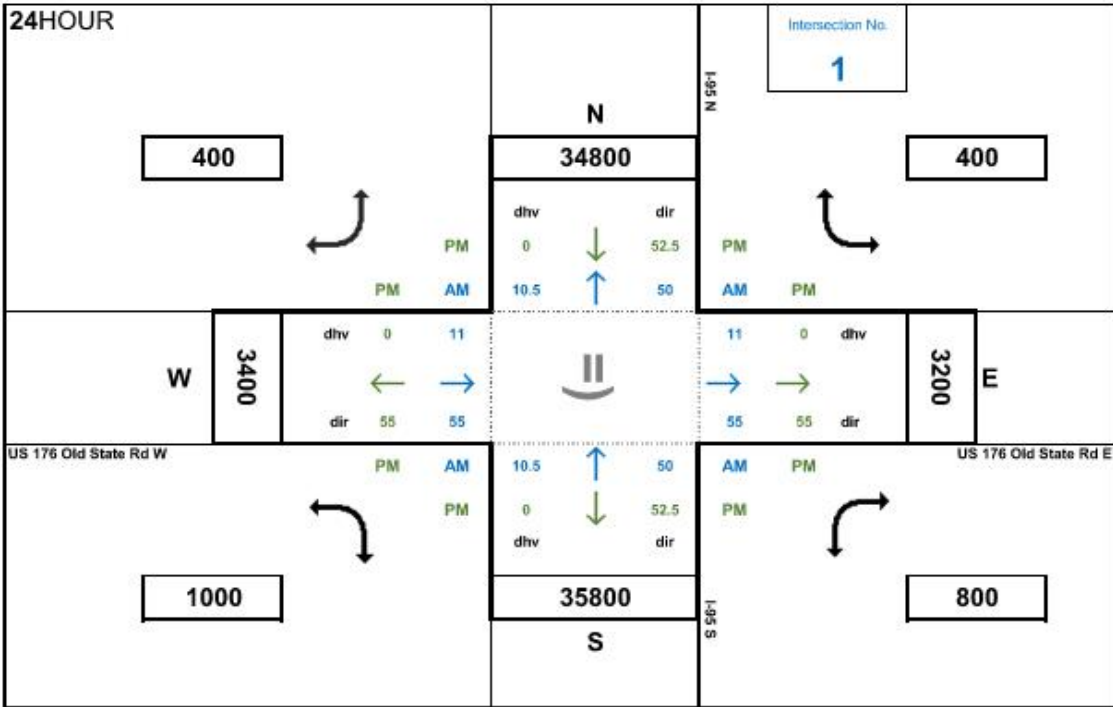 24HOUR
Intersection No.
1
I-95 N
N
400
34800
400
dhv dir
PM 0 52.5 PM
PM AM 10.5 50 AM PM
dhv 0 11 11 0 dhv
W 3400 3200 E
dir 55 55 55 55 dir
US 176 Old State Rd W US 176 Old State Rd E
PM AM 10.5 50 AM PM
PM 0 52.5 PM
dhv dir
1000 35800 800
I-95 S
S